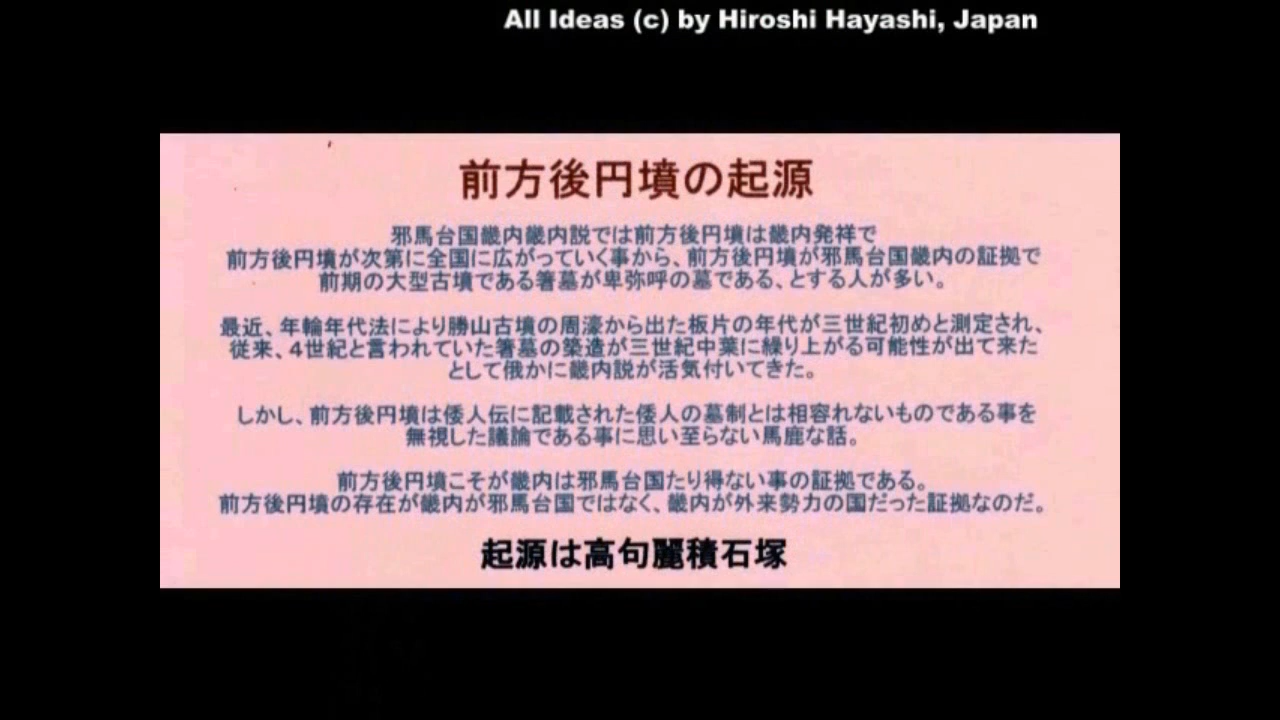 All Ideas (c) by Hiroshi Hayashi, Japan
前方後円墳の起源
邪馬台国畿内畿内説では前方後円墳は畿内発祥で
前方後円墳が次第に全国に広がっていく事から、前方後円墳が邪馬台国畿内の証拠で
前期の大型古墳である箸墓が卑弥呼の墓である、とする人が多い。
最近、年輪年代法により勝山古墳の周濠から出た板片の年代が三世紀初めと測定され、
従来、４世紀と言われていた箸墓の築造が三世紀中葉に繰り上がる可能性が出て来た
として俄かに畿内説が活気付いてきた。
しかし、前方後円墳は倭人伝に記載された倭人の墓制とは相容れないものである事を
無視した議論である事に思い至らない馬鹿な話。
前方後円墳こそが畿内は邪馬台国たり得ない事の証拠である。
前方後円墳の存在が畿内が邪馬台国ではなく、畿内が外来勢力の国だった証拠なのだ。
起源は高句麗積石塚